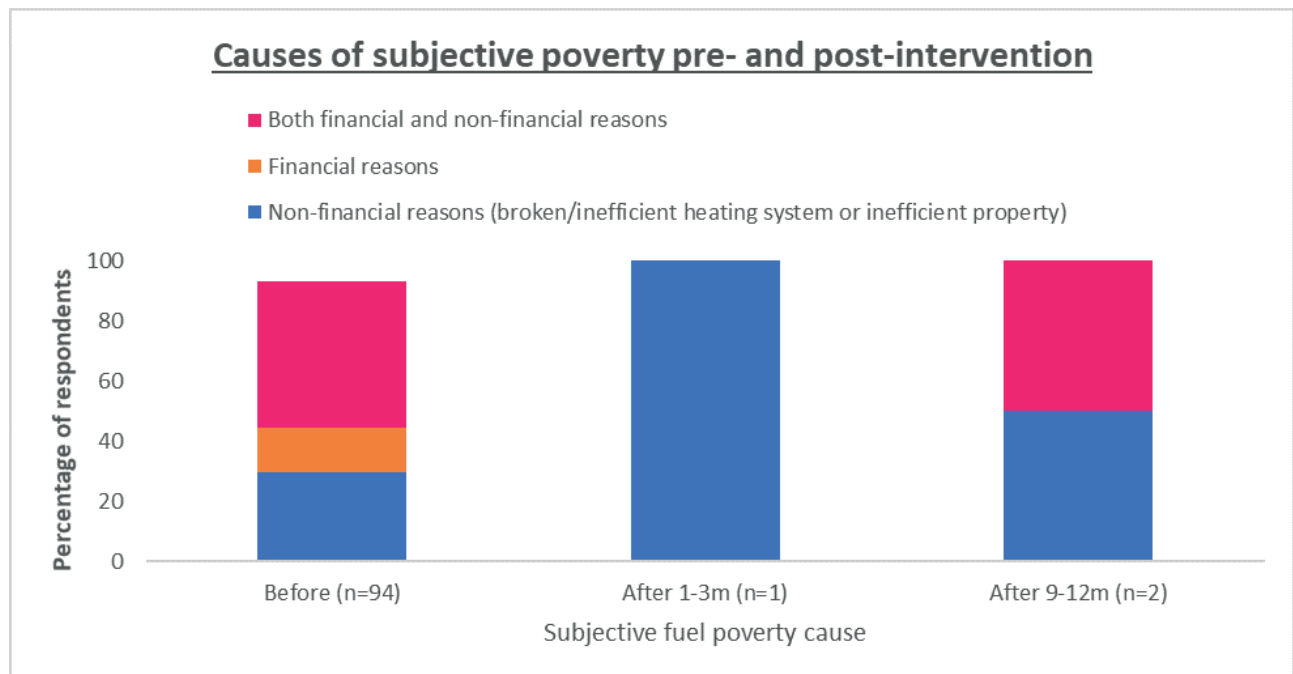 Causes of subjective poverty pre- and post-intervention
Both financial and non-financial reasons
Financial reasons
Non-financial reasons (broken/inefficient heating system or inefficient property)
Percentage of respondents
100
80
60
40
20
0
Before (n=94)
After 1-3m (n=1)
After 9-12m (n=2)
Subjective fuel poverty cause